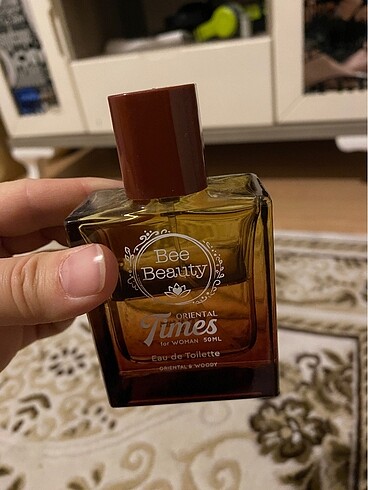 Bee
Beauty
ORIENTAL
Times
for WOMAN 50ML
Eau de Toilette
ORIENTAL & WOODY